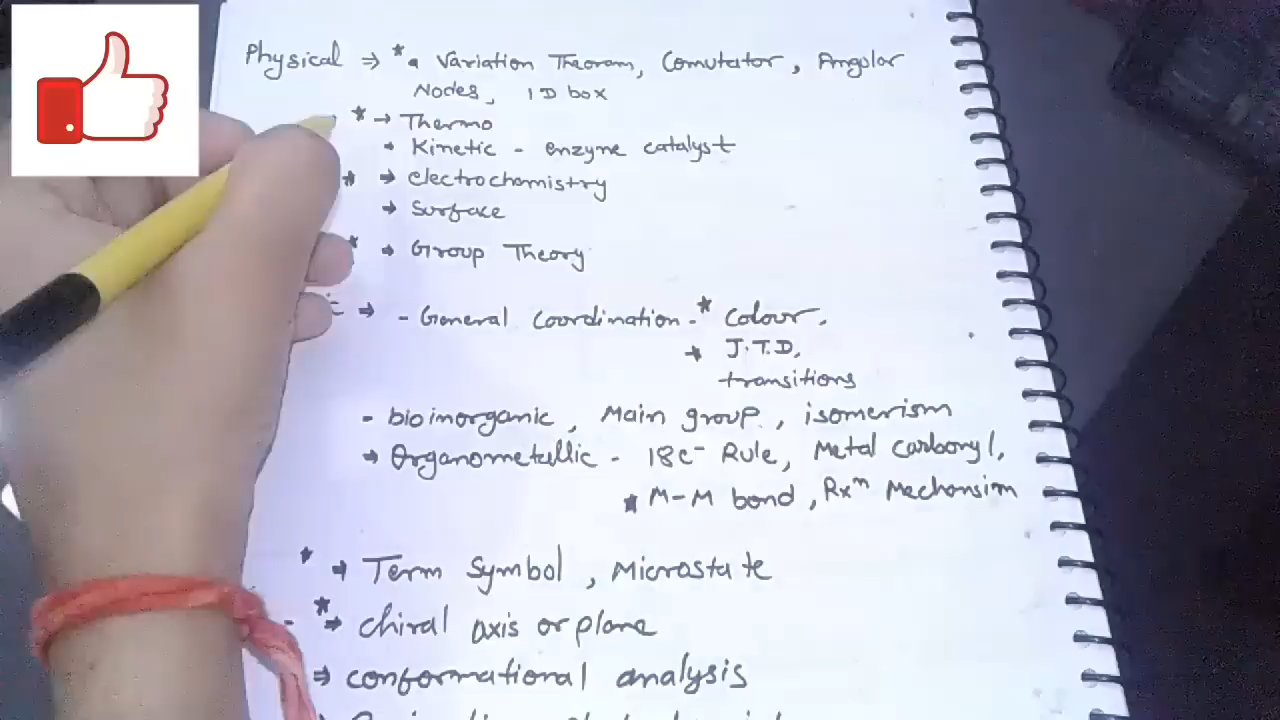 Physical ⇒ * Variation Theoram, Comutator, Angular
Nodes, 1D box
* → Thermo
• Kinetic - enzyme catalyst
* → electrochemistry
→ Surface
* → Group Theory
⇒ - General Coordination - * Colour.
* J.T.D,
transitions
- bioinorganic, Main group, isomerism
→ Organometallic - 18e⁻ Rule, Metal Carbonyl,
* M-M bond, Rxⁿ Mechansim
* → Term Symbol, Microstate
- * ⇒ chiral axis or plane
⇒ conformational analysis